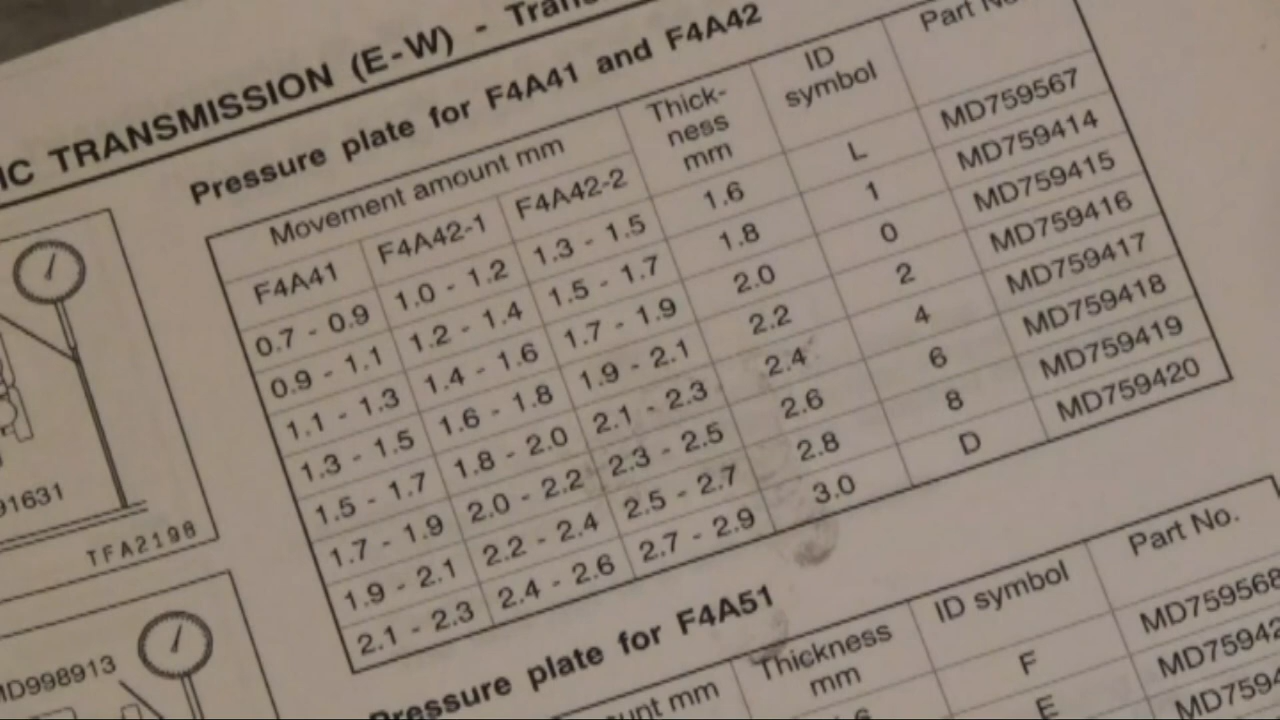 TRANSMISSION (E-W) -
Pressure plate for F4A41 and F4A42
Movement amount mm Thick-ness mm ID symbol Part No.
F4A41 F4A42-1 F4A42-2
0.7 - 0.9 1.0 - 1.2 1.3 - 1.5 1.6 L MD759567
0.9 - 1.1 1.2 - 1.4 1.5 - 1.7 1.8 1 MD759414
1.1 - 1.3 1.4 - 1.6 1.7 - 1.9 2.0 0 MD759415
1.3 - 1.5 1.6 - 1.8 1.9 - 2.1 2.2 2 MD759416
1.5 - 1.7 1.8 - 2.0 2.1 - 2.3 2.4 4 MD759417
1.7 - 1.9 2.0 - 2.2 2.3 - 2.5 2.6 6 MD759418
1.9 - 2.1 2.2 - 2.4 2.5 - 2.7 2.8 8 MD759419
2.1 - 2.3 2.4 - 2.6 2.7 - 2.9 3.0 D MD759420
91631
TFA2198
MD998913
Pressure plate for F4A51
mm Thickness mm ID symbol Part No.
F MD759568
E